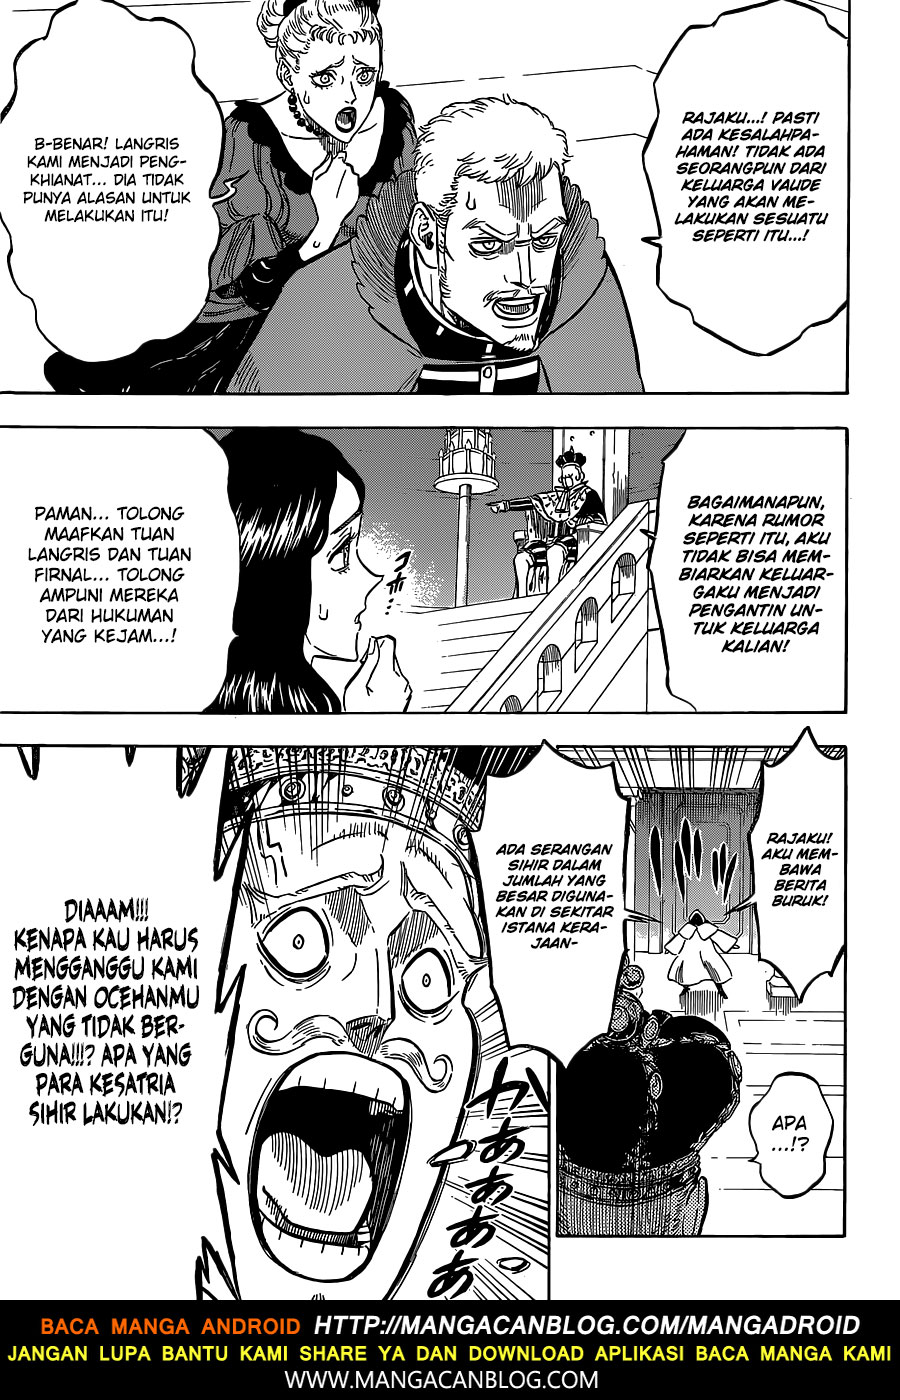 RAJAKU...! PASTI
ADA KESALAHPA-
HAMAN! TIDAK ADA
SEORANGPUN DARI
KELUARGA VAUDE
YANG AKAN ME-
LAKUKAN SESUATU
SEPERTI ITU...!
B-BENAR! LANGRIS
KAMI MENJADI PENG-
KHIANAT... DIA TIDAK
PUNYA ALASAN UNTUK
MELAKUKAN ITU!
BAGAIMANAPUN,
KARENA RUMOR
SEPERTI ITU, AKU
TIDAK BISA MEM-
BIARKAN KELUAR-
GAKU MENJADI
PENGANTIN UN-
TUK KELUARGA
KALIAN!
PAMAN... TOLONG
MAAFKAN TUAN
LANGRIS DAN TUAN
FIRNAL... TOLONG
AMPUNI MEREKA
DARI HUKUMAN
YANG KEJAM...!
RAJAKU!
AKU MEM-
BAWA
BERITA
BURUK!
APA
...!?
ADA SERANGAN
SIHIR DALAM
JUMLAH YANG
BESAR DIGUNA-
KAN DI SEKITAR
ISTANA KERA-
JAAN-
かぁぁぁぁぁ
DIAAAM!!!
KENAPA KAU HARUS
MENGGANGGU KAMI
DENGAN OCEHANMU
YANG TIDAK BER-
GUNA!!!? APA YANG
PARA KESATRIA
SIHIR LAKUKAN!?
BACA MANGA ANDROID HTTP://MANGACANBLOG.COM/MANGADROID
JANGAN LUPA BANTU KAMI SHARE YA DAN DOWNLOAD APLIKASI BACA MANGA KAMI
WWW.MANGACANBLOG.COM